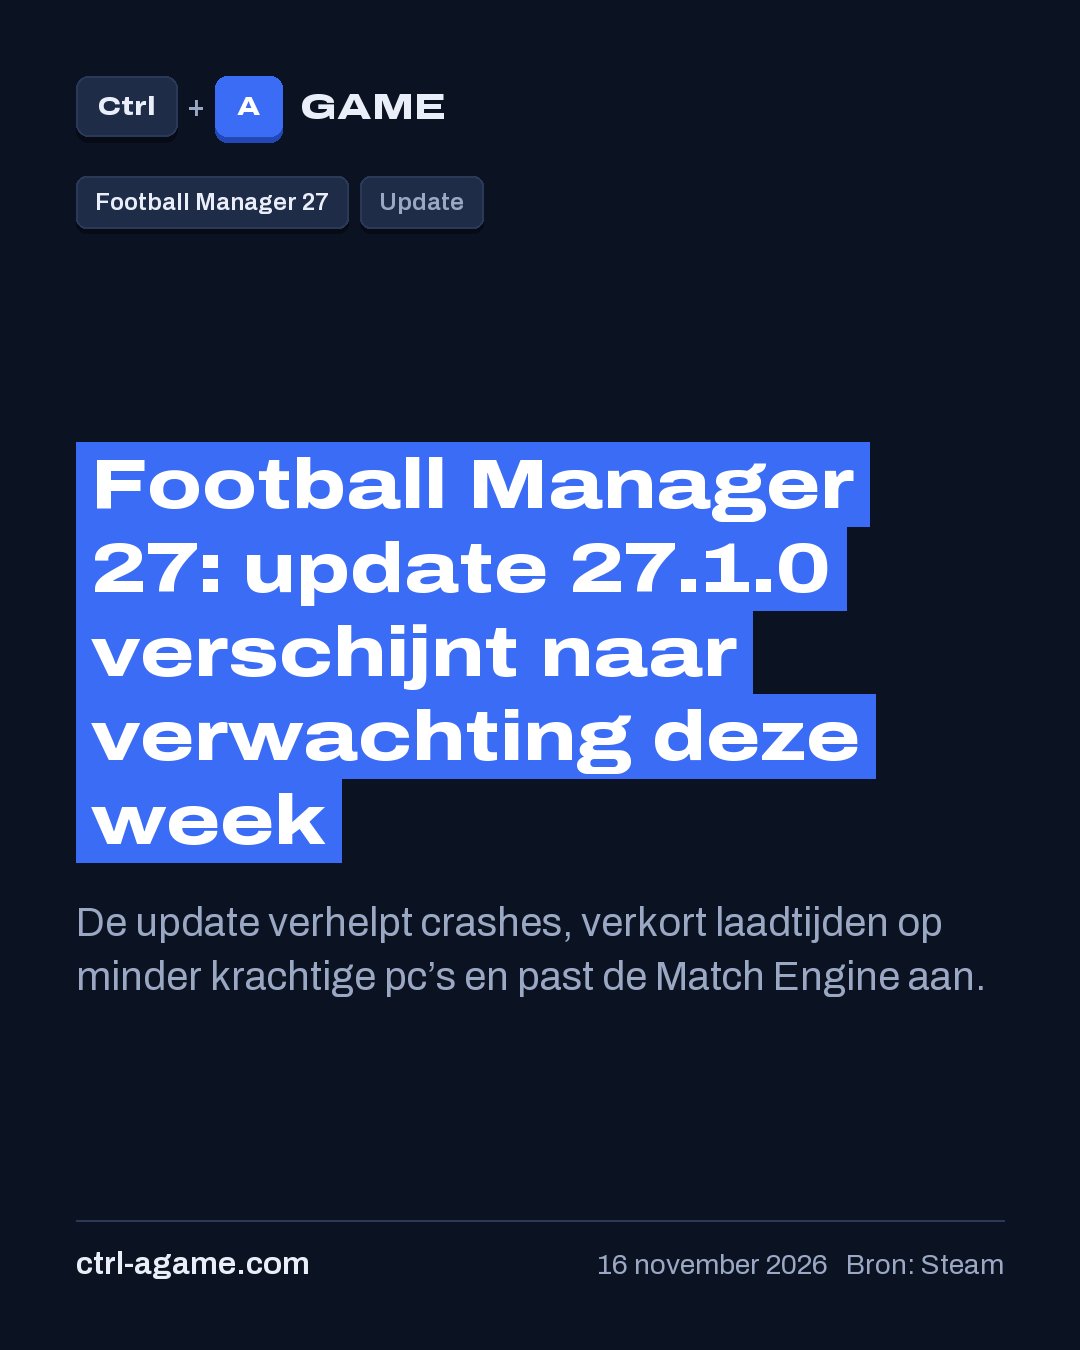 Ctrl + A GAME
Football Manager 27 Update
Football Manager
27: update 27.1.0
verschijnt naar
verwachting deze
week
De update verhelpt crashes, verkort laadtijden op
minder krachtige pc’s en past de Match Engine aan.
ctrl-agame.com 16 november 2026 Bron: Steam